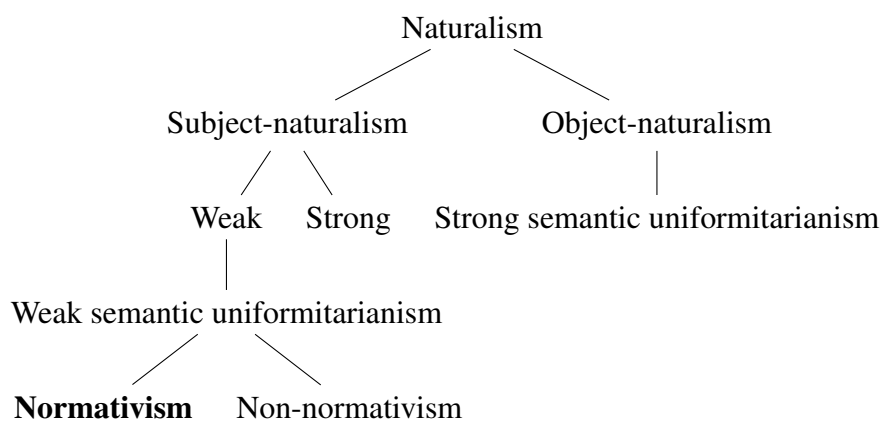 Naturalism
Subject-naturalism Object-naturalism
Weak Strong Strong semantic uniformitarianism
Weak semantic uniformitarianism
Normativism Non-normativism